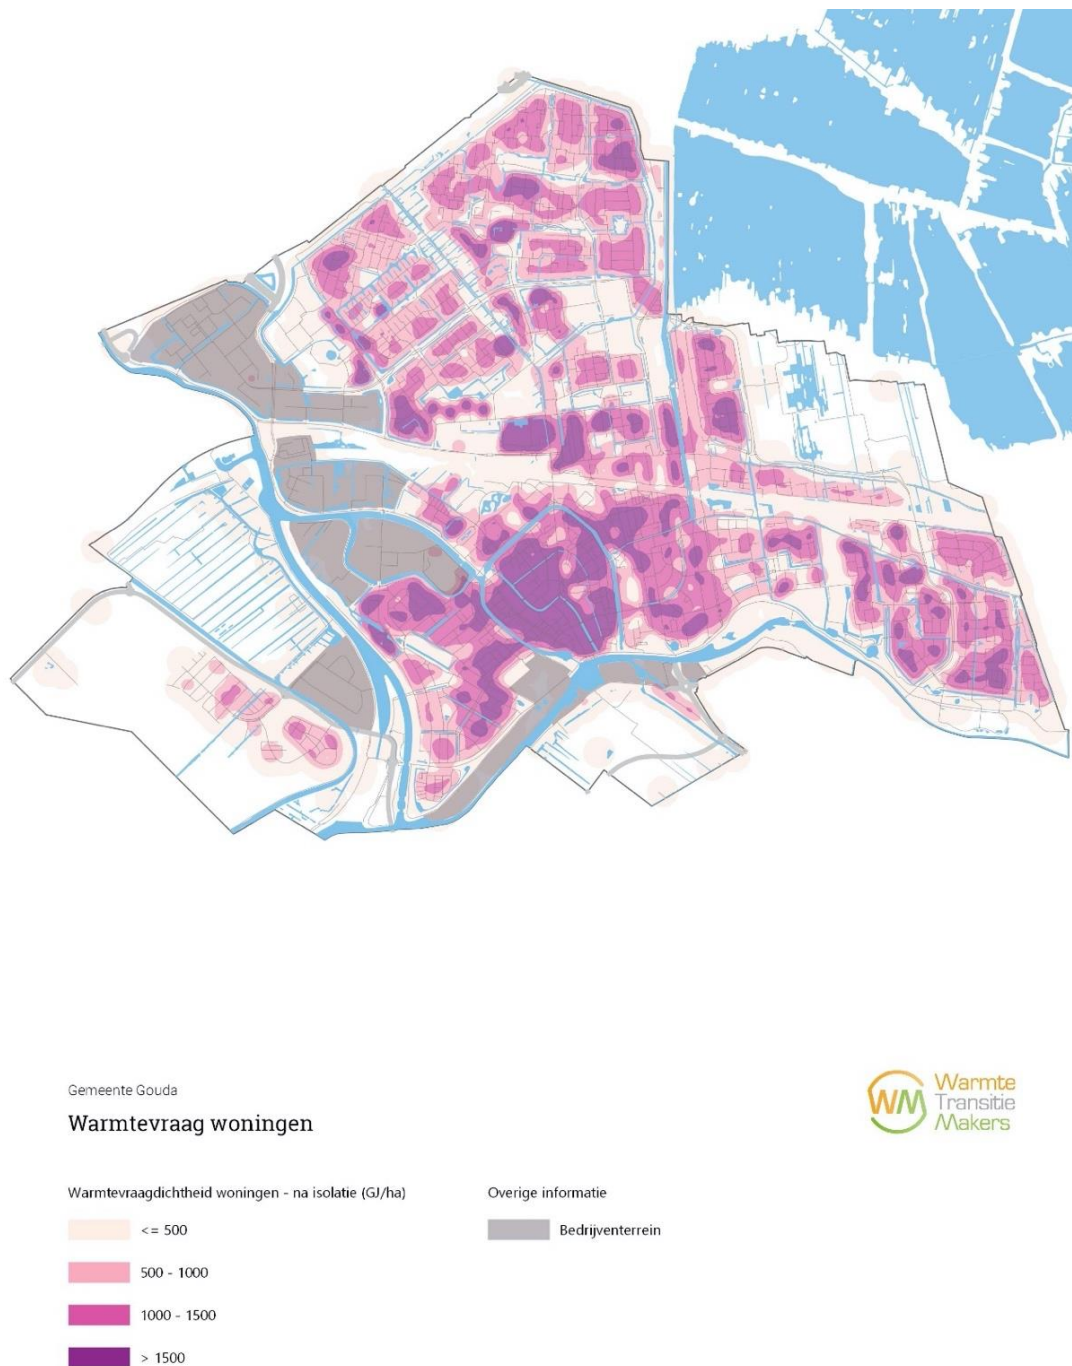 Gemeente Gouda
Warmtevraag woningen
WM Warmte
Transitie
Makers
Warmtevraagdichtheid woningen - na isolatie (GJ/ha)
<= 500
500 - 1000
1000 - 1500
> 1500
Overige informatie
Bedrijventerrein